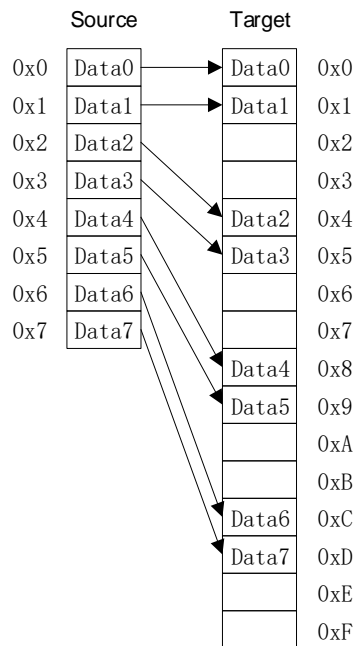 Source Target
0x0 Data0 Data0 0x0
0x1 Data1 Data1 0x1
0x2 Data2 0x2
0x3 Data3 0x3
0x4 Data4 Data2 0x4
0x5 Data5 Data3 0x5
0x6 Data6 0x6
0x7 Data7 0x7
Data4 0x8
Data5 0x9
0xA
0xB
Data6 0xC
Data7 0xD
0xE
0xF